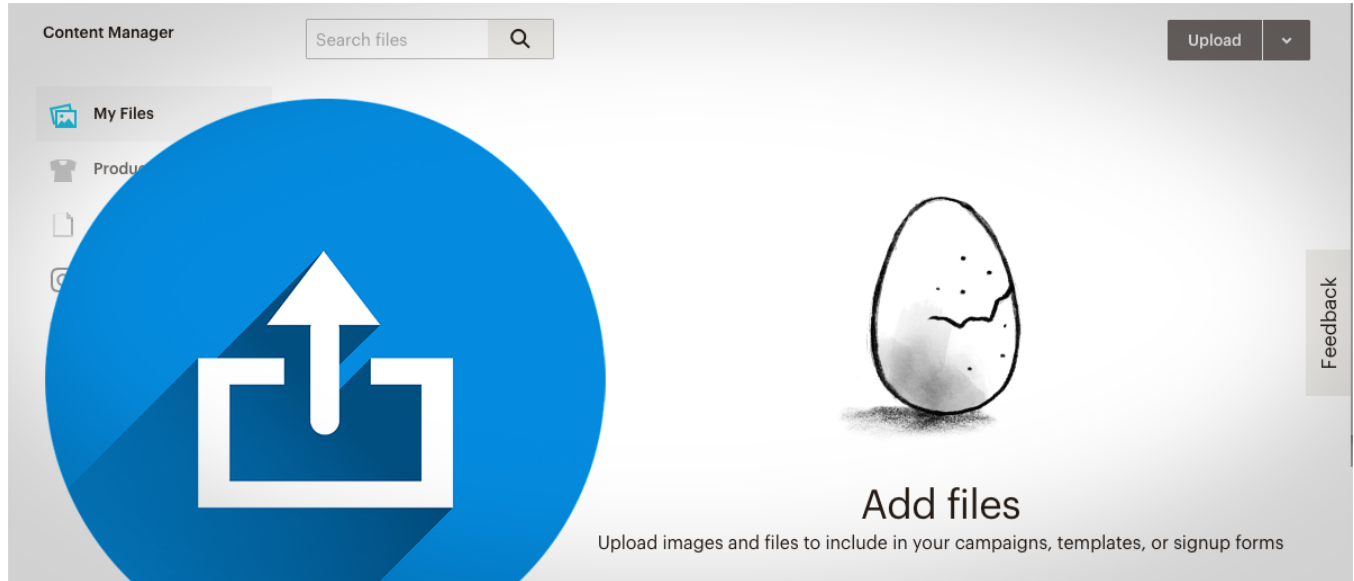 Content Manager
Search files
Upload
My Files
Feedback
Add files
Upload images and files to include in your campaigns, templates, or signup forms